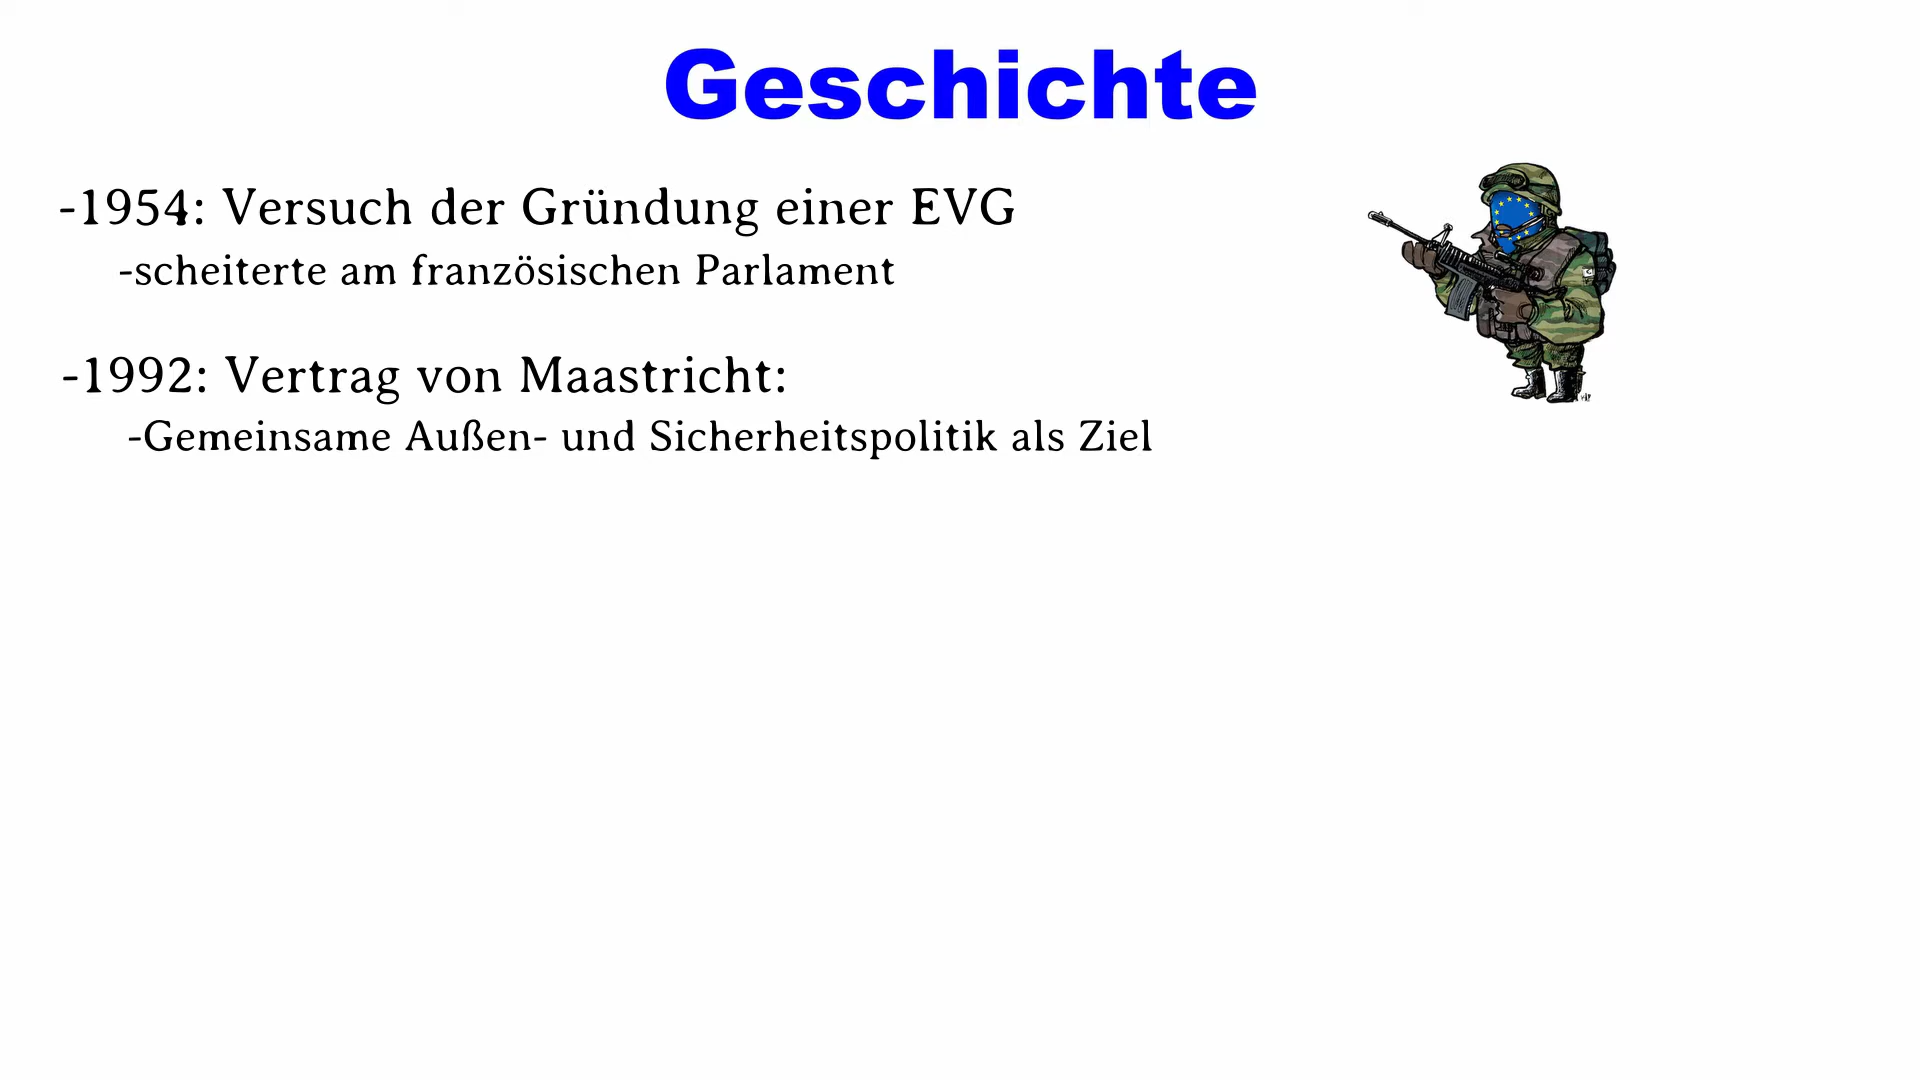 Geschichte
-1954: Versuch der Gründung einer EVG
-scheiterte am französischen Parlament
-1992: Vertrag von Maastricht:
-Gemeinsame Außen- und Sicherheitspolitik als Ziel